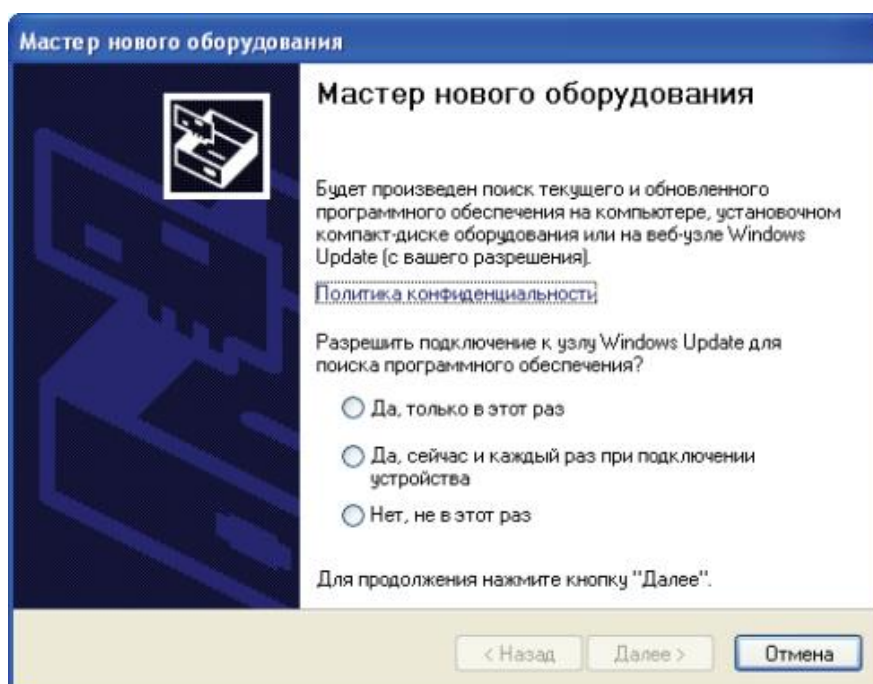 Мастер нового оборудования
Мастер нового оборудования
Будет произведен поиск текущего и обновленного
программного обеспечения на компьютере, установочном
компакт-диске оборудования или на веб-узле Windows
Update (с вашего разрешения).
Политика конфиденциальности
Разрешить подключение к узлу Windows Update для
поиска программного обеспечения?
Да, только в этот раз
Да, сейчас и каждый раз при подключении
устройства
Нет, не в этот раз
Для продолжения нажмите кнопку "Далее".
< Назад Далее > Отмена